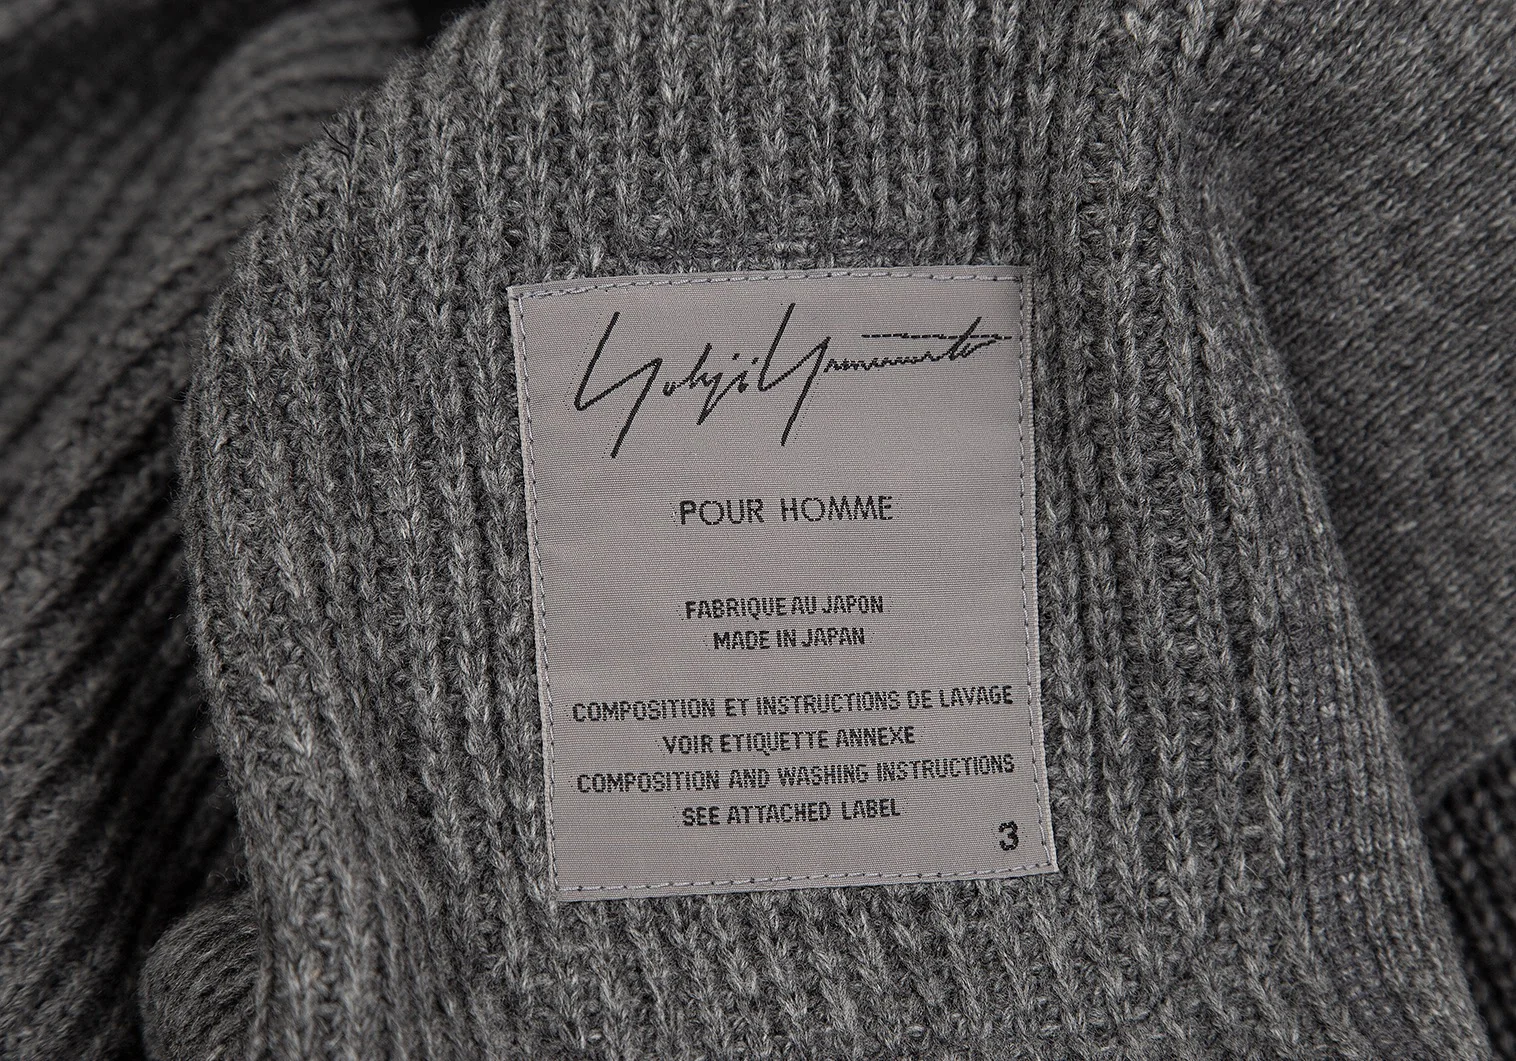 Yohji Yamamoto
POUR HOMME
FABRIQUE AU JAPON
MADE IN JAPAN
COMPOSITION ET INSTRUCTIONS DE LAVAGE
VOIR ETIQUETTE ANNEXE
COMPOSITION AND WASHING INSTRUCTIONS
SEE ATTACHED LABEL
3